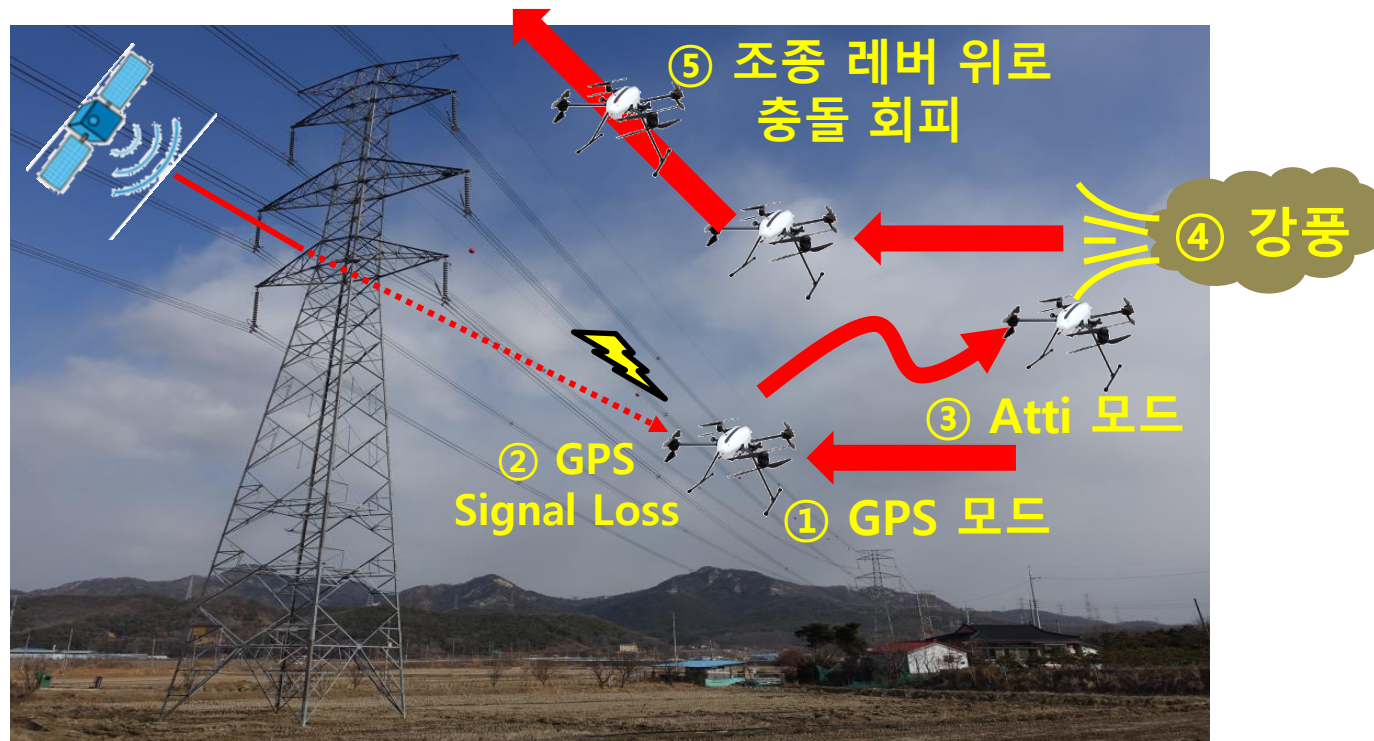 ⑤ 조종 레버 위로
충돌 회피
④ 강풍
③ Atti 모드
② GPS
Signal Loss
① GPS 모드